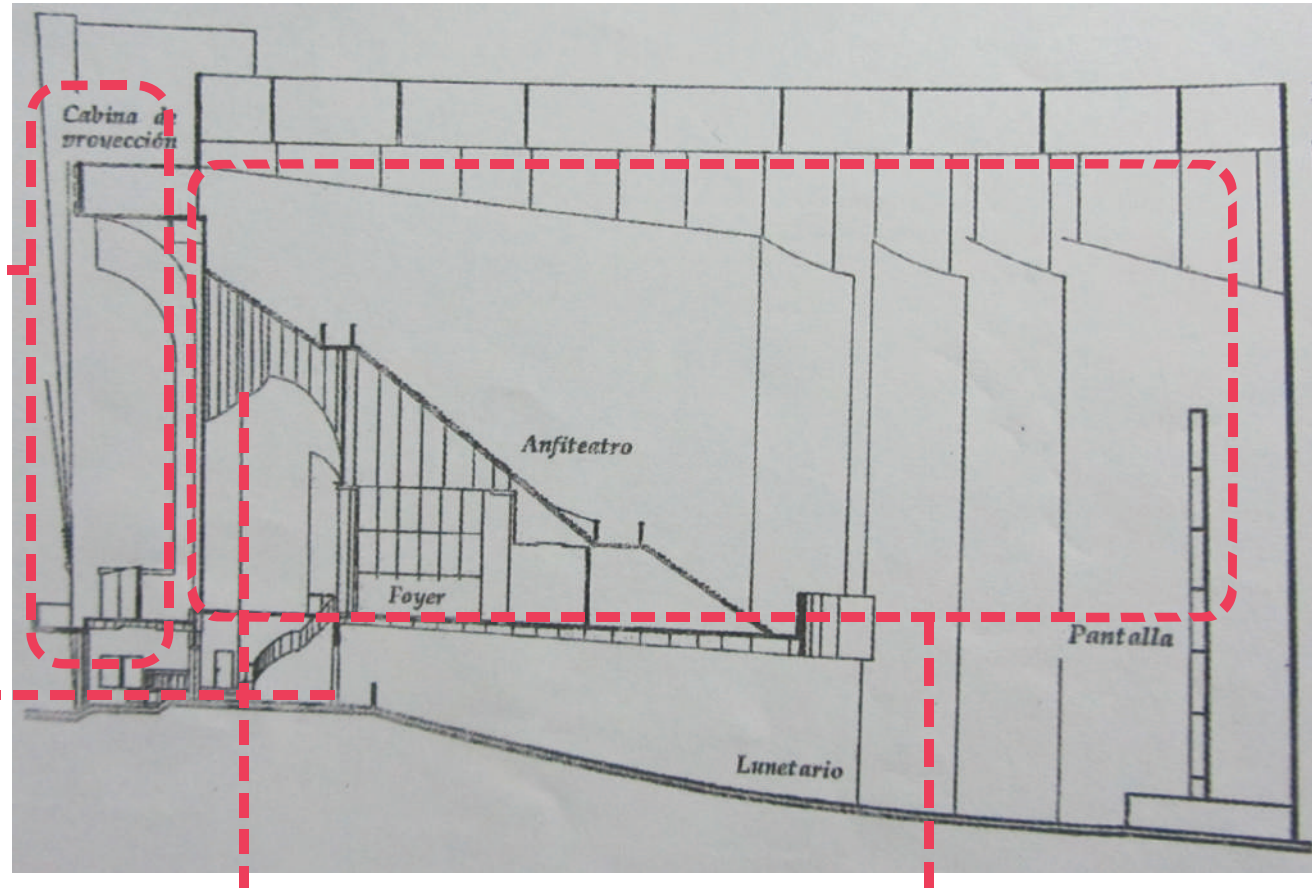 Cabina de
proyección
Anfiteatro
Foyer
Pantalla
Lunetario